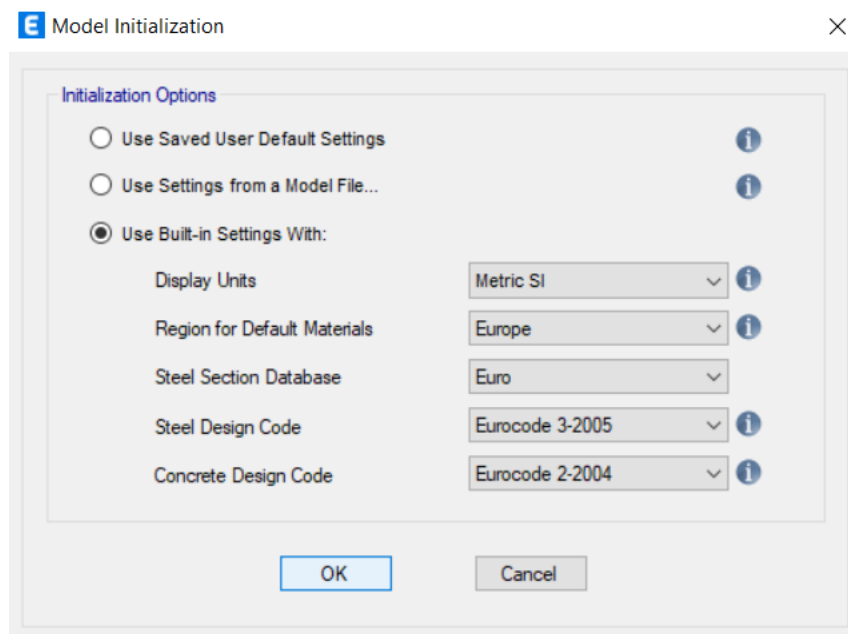 E Model Initialization
Initialization Options
Use Saved User Default Settings
Use Settings from a Model File...
Use Built-in Settings With:
Display Units Metric SI
Region for Default Materials Europe
Steel Section Database Euro
Steel Design Code Eurocode 3-2005
Concrete Design Code Eurocode 2-2004
OK Cancel